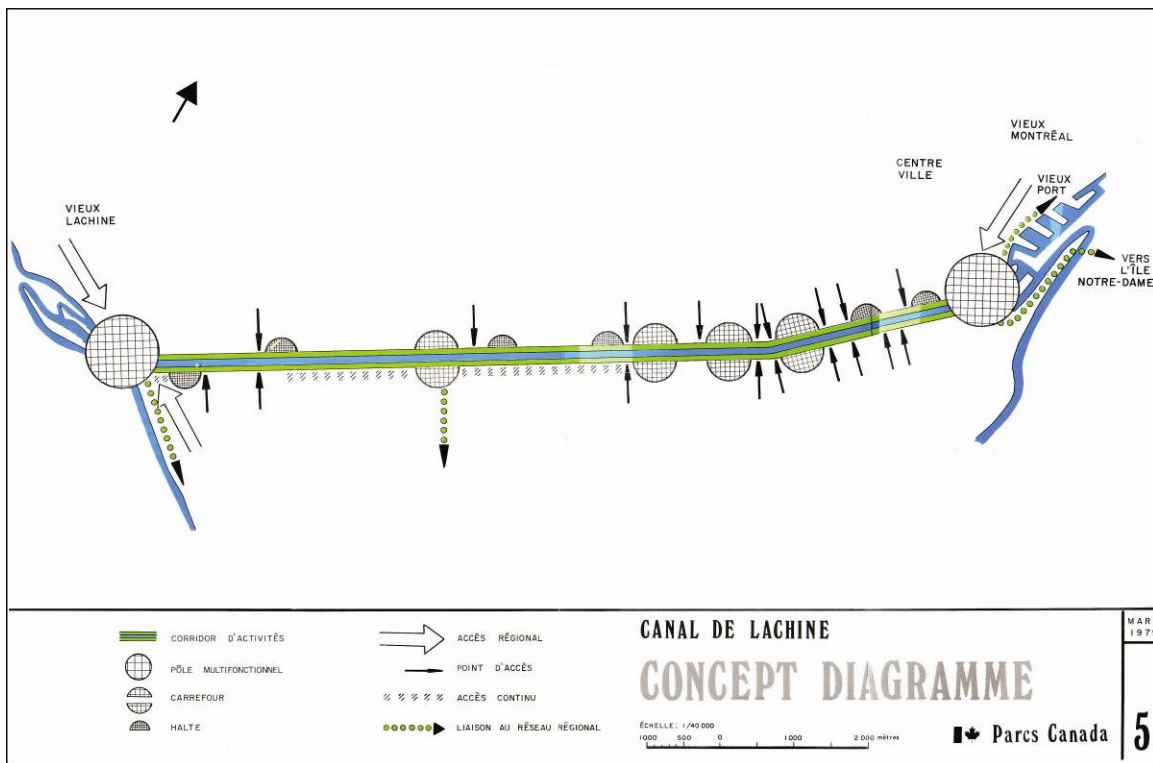 VIEUX
MONTRÉAL
CENTRE
VILLE
VIEUX
PORT
VIEUX
LACHINE
VERS
L'ÎLE
NOTRE-DAME
CORRIDOR D'ACTIVITÉS
PÔLE MULTIFONCTIONNEL
CARREFOUR
HALTE
ACCÈS RÉGIONAL
POINT D'ACCÈS
ACCÈS CONTINU
LIAISON AU RÉSEAU RÉGIONAL
CANAL DE LACHINE
CONCEPT DIAGRAMME
ÉCHELLE: 1/40 000
1000 500 0 1000 2 000 mètres
Parcs Canada
5